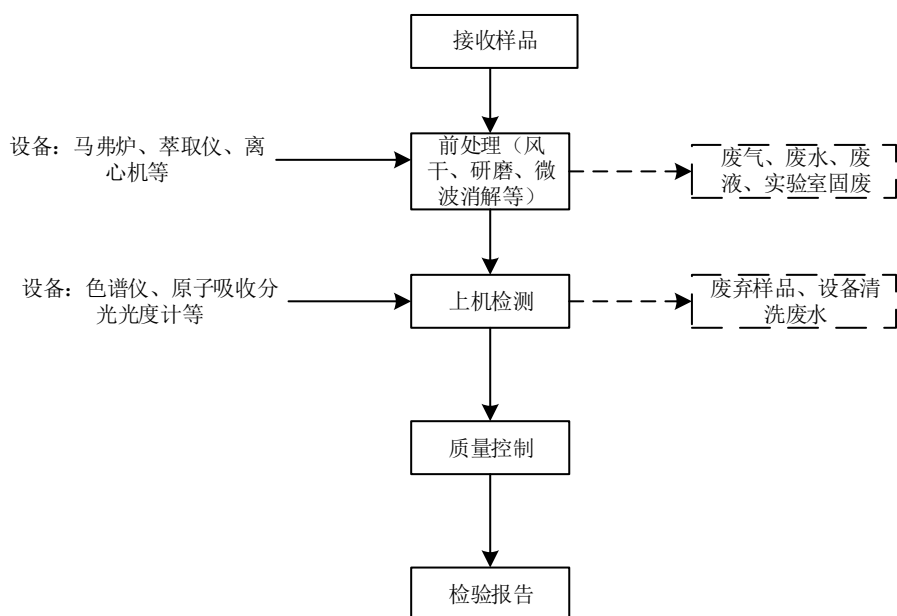 接收样品
设备：马弗炉、萃取仪、离
心机等
前处理（风
干、研磨、微
波消解等）
废气、废水、废
液、实验室固废
设备：色谱仪、原子吸收分
光光度计等
上机检测
废弃样品、设备清
洗废水
质量控制
检验报告